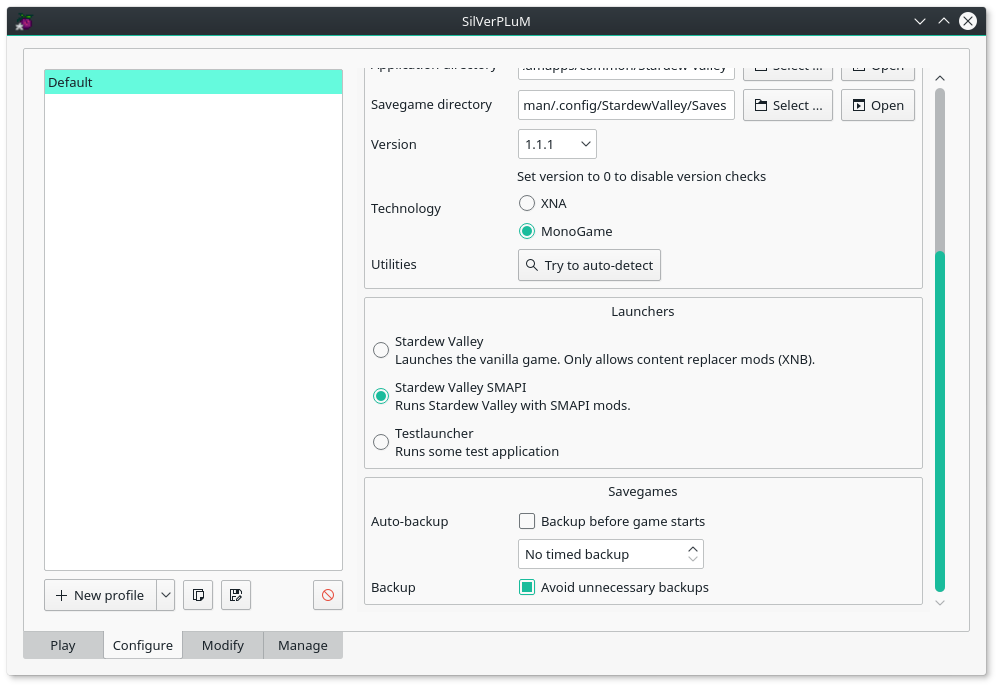 SilVerPLuM
Default
Application directory
.amapps/common/Stardew Valley
Select ...
Open
Savegame directory
man/.config/StardewValley/Saves
Select ...
Open
Version
1.1.1
Set version to 0 to disable version checks
Technology
XNA
MonoGame
Utilities
Try to auto-detect
Launchers
Stardew Valley
Launches the vanilla game. Only allows content replacer mods (XNB).
Stardew Valley SMAPI
Runs Stardew Valley with SMAPI mods.
Testlauncher
Runs some test application
Savegames
Auto-backup
Backup before game starts
No timed backup
Backup
Avoid unnecessary backups
New profile
Play
Configure
Modify
Manage